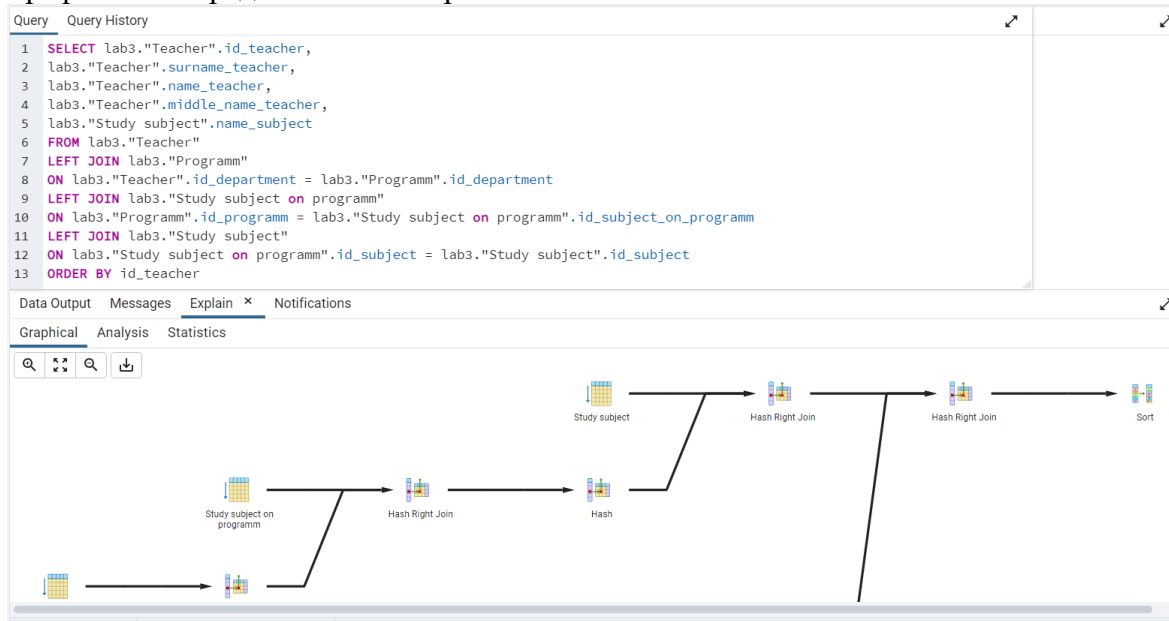 Query Query History
1 SELECT lab3."Teacher".id_teacher,
2 lab3."Teacher".surname_teacher,
3 lab3."Teacher".name_teacher,
4 lab3."Teacher".middle_name_teacher,
5 lab3."Study subject".name_subject
6 FROM lab3."Teacher"
7 LEFT JOIN lab3."Programm"
8 ON lab3."Teacher".id_department = lab3."Programm".id_department
9 LEFT JOIN lab3."Study subject on programm"
10 ON lab3."Programm".id_programm = lab3."Study subject on programm".id_subject_on_programm
11 LEFT JOIN lab3."Study subject"
12 ON lab3."Study subject on programm".id_subject = lab3."Study subject".id_subject
13 ORDER BY id_teacher
Data Output Messages Explain × Notifications
Graphical Analysis Statistics
Study subject Hash Right Join Hash Right Join Sort
Study subject on
programm
Hash Right Join Hash